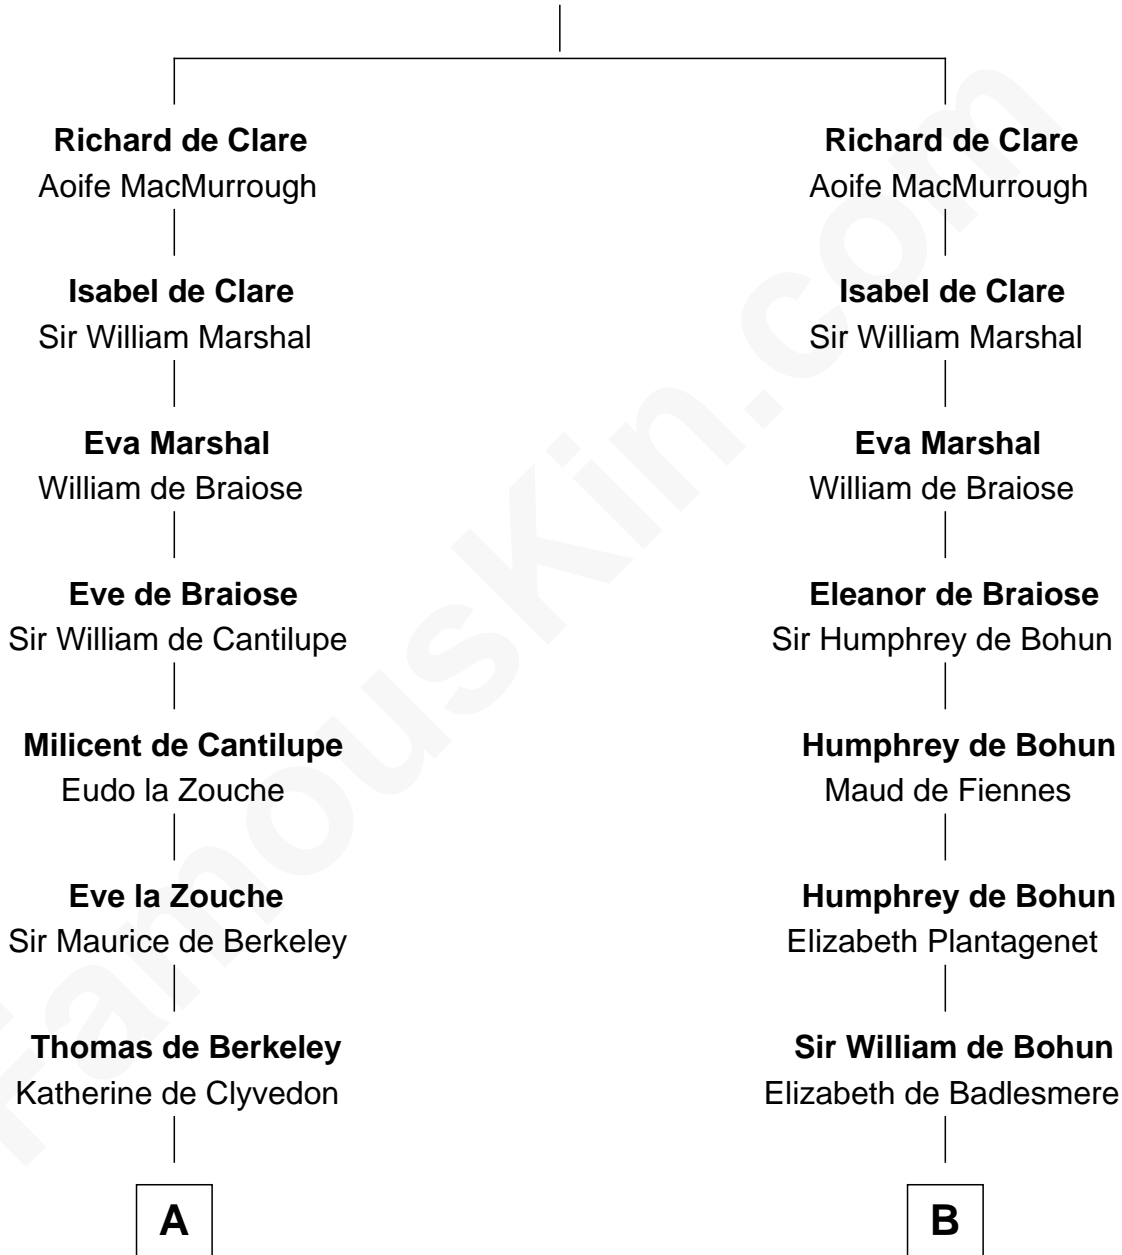 Richard de Clare
Aoife MacMurrough
Isabel de Clare
Sir William Marshal
Eva Marshal
William de Braiose
Eve de Braiose
Sir William de Cantilupe
Milicent de Cantilupe
Eudo la Zouche
Eve la Zouche
Sir Maurice de Berkeley
Thomas de Berkeley
Katherine de Clyvedon
A
Richard de Clare
Aoife MacMurrough
Isabel de Clare
Sir William Marshal
Eva Marshal
William de Braiose
Eleanor de Braiose
Sir Humphrey de Bohun
Humphrey de Bohun
Maud de Fiennes
Humphrey de Bohun
Elizabeth Plantagenet
Sir William de Bohun
Elizabeth de Badlesmere
B
FamousKin.com